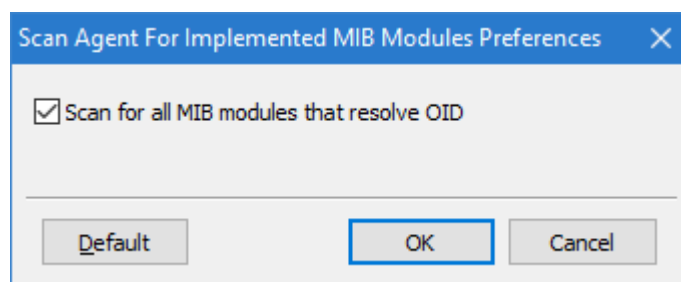 Scan Agent For Implemented MIB Modules Preferences
Scan for all MIB modules that resolve OID
Default OK Cancel